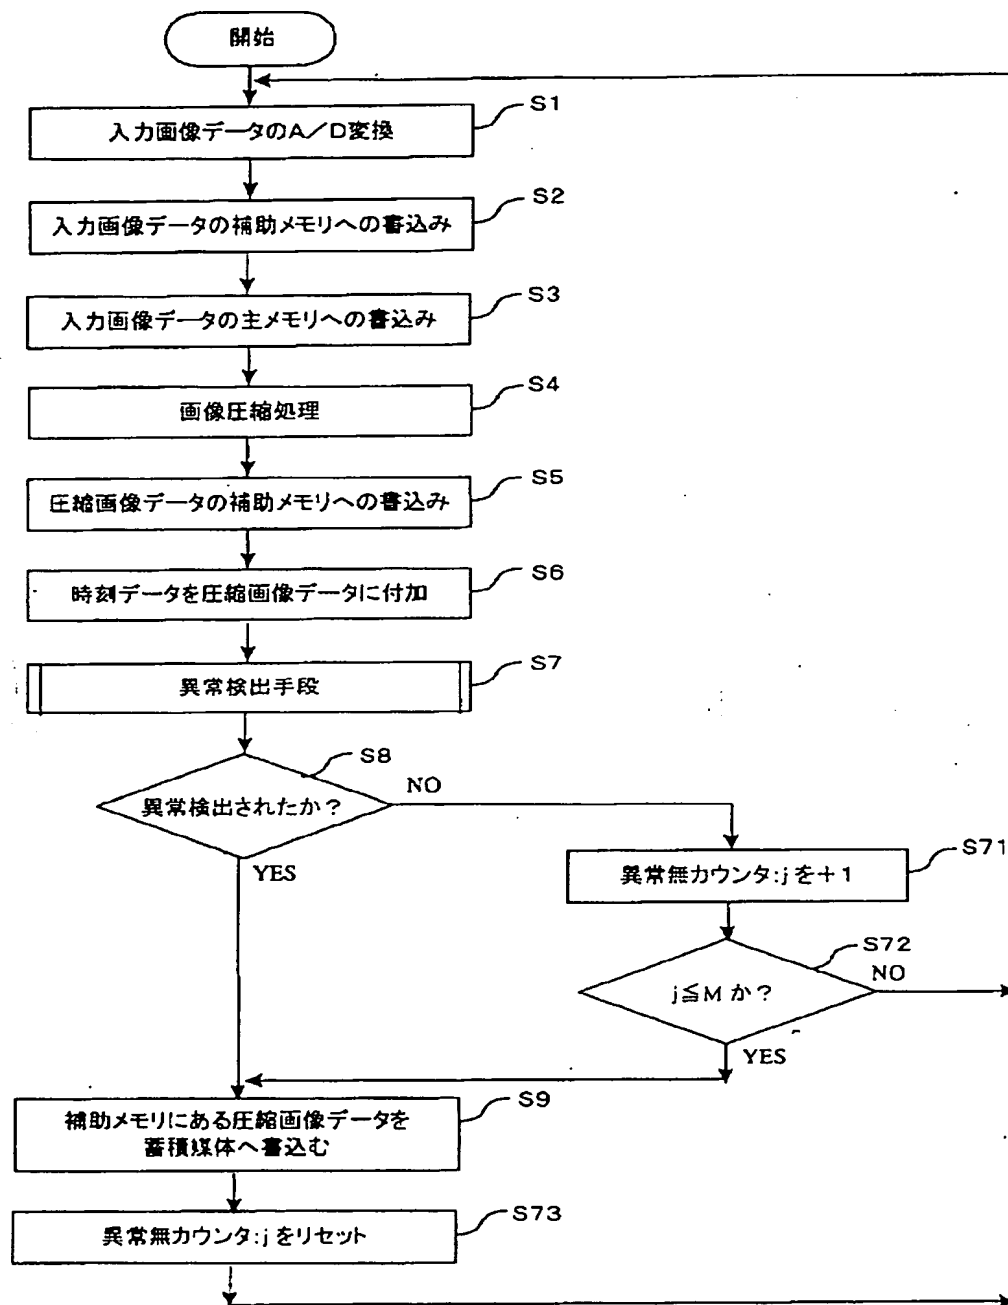 開始
S1
入力画像データのA/D変換
S2
入力画像データの補助メモリへの書込み
S3
入力画像データの主メモリへの書込み
S4
画像圧縮処理
S5
圧縮画像データの補助メモリへの書込み
S6
時刻データを圧縮画像データに付加
S7
異常検出手段
S8
異常検出されたか?
NO
YES
S71
異常無カウンタ:jを+1
S72
j≦Mか?
NO
YES
S9
補助メモリにある圧縮画像データを
蓄積媒体へ書込む
S73
異常無カウンタ:jをリセット